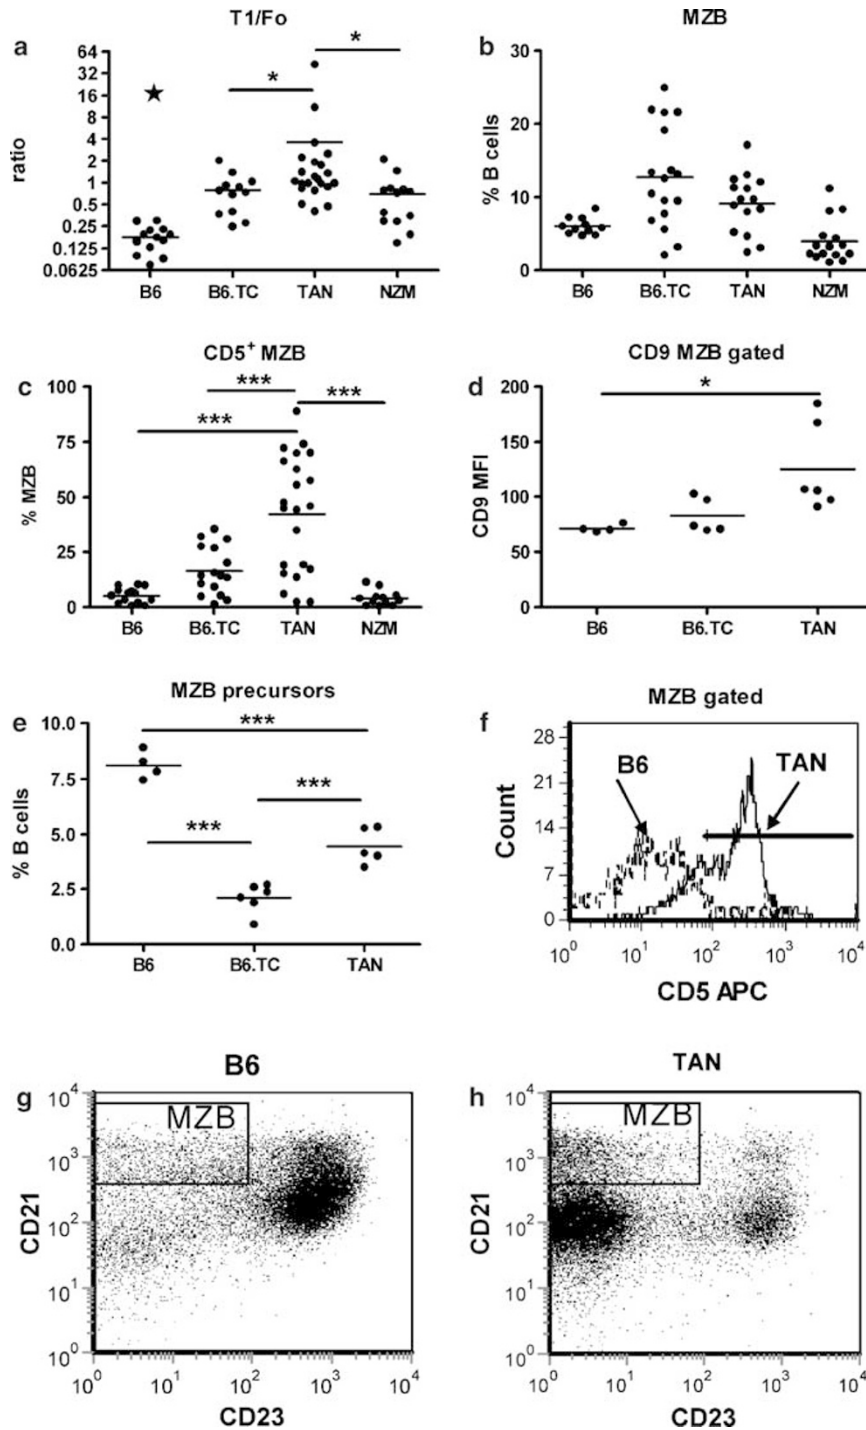 T1/Fo
MZB
a
b
64
32
16
8
4
2
1
0.5
0.25
0.125
0.0625
ratio
★
*
*
B6 B6.TC TAN NZM
30
20
10
0
% B cells
B6 B6.TC TAN NZM
CD5+ MZB
CD9 MZB gated
c
d
100
75
50
25
0
% MZB
***
***
***
B6 B6.TC TAN NZM
200
150
100
50
0
CD9 MFI
*
B6 B6.TC TAN
MZB precursors
MZB gated
e
f
10.0
7.5
5.0
2.5
0.0
% B cells
***
***
***
B6 B6.TC TAN
28
21
14
7
0
Count
B6
TAN
10^0 10^1 10^2 10^3 10^4
CD5 APC
B6
TAN
g
h
MZB
10^4
10^3
10^2
10^1
10^0
CD21
10^0 10^1 10^2 10^3 10^4
CD23
MZB
10^4
10^3
10^2
10^1
10^0
CD21
10^0 10^1 10^2 10^3 10^4
CD23